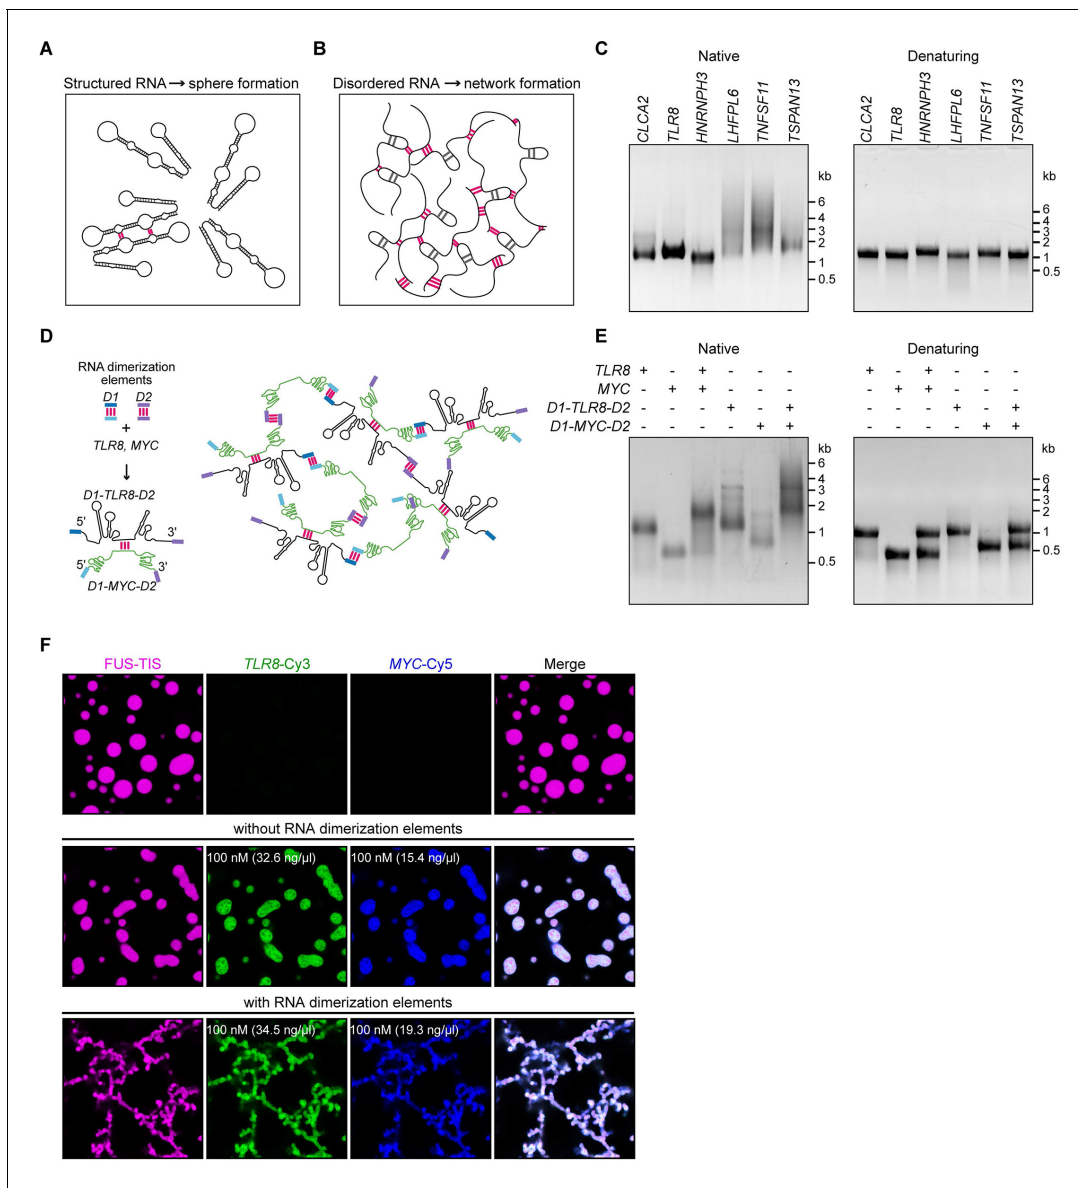 A
Structured RNA → sphere formation
B
Disordered RNA → network formation
C
Native
CLCA2
TLR8
HNRNPH3
LHFPL6
TNFSF11
TSPAN13
kb
6
4
3
2
1
0.5
Denaturing
CLCA2
TLR8
HNRNPH3
LHFPL6
TNFSF11
TSPAN13
kb
6
4
3
2
1
0.5
D
RNA dimerization
elements
D1 D2
+
TLR8, MYC
D1-TLR8-D2
5' 3'
5' 3'
D1-MYC-D2
E
Native
Denaturing
TLR8 + - + - - - + - + - - -
MYC - + + - - - - + + - - -
D1-TLR8-D2 - - - + - + - - - + - +
D1-MYC-D2 - - - - + + - - - - + +
kb
6
4
3
2
1
0.5
kb
6
4
3
2
1
0.5
F
FUS-TIS TLR8-Cy3 MYC-Cy5 Merge
without RNA dimerization elements
100 nM (32.6 ng/µl) 100 nM (15.4 ng/µl)
with RNA dimerization elements
100 nM (34.5 ng/µl) 100 nM (19.3 ng/µl)